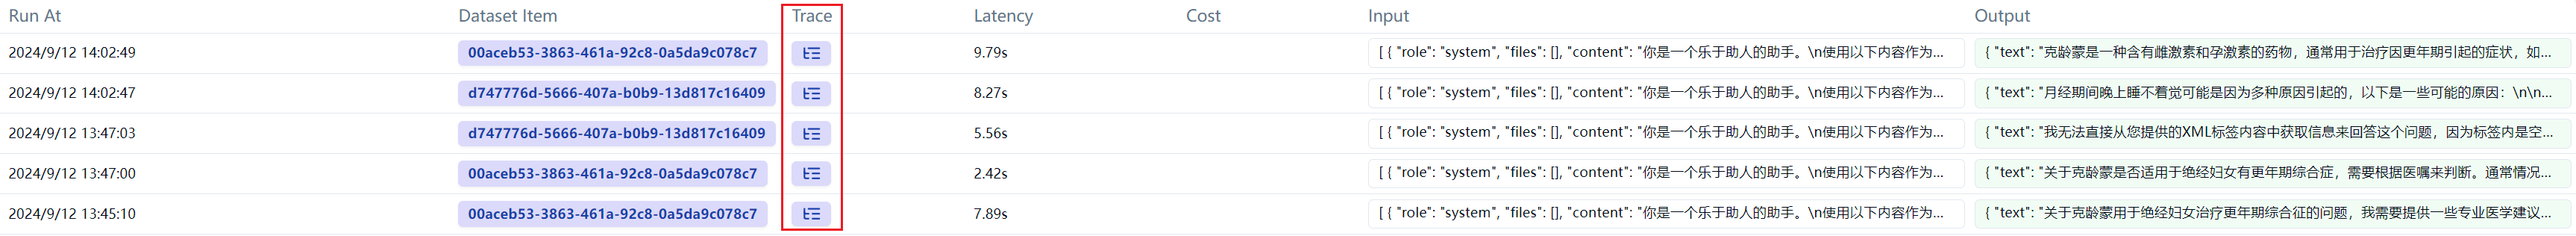 Run At Dataset Item Trace Latency Cost Input Output
2024/9/12 14:02:49 00aceb53-3863-461a-92c8-0a5da9c078c7 9.79s [ { "role": "system", "files": [], "content": "你是一个乐于助人的助手。\n使用以下内容作为... { "text": "克龄蒙是一种含有雌激素和孕激素的药物，通常用于治疗因更年期引起的症状，如...
2024/9/12 14:02:47 d747776d-5666-407a-b0b9-13d817c16409 8.27s [ { "role": "system", "files": [], "content": "你是一个乐于助人的助手。\n使用以下内容作为... { "text": "月经期间晚上睡不着觉可能是因为多种原因引起的，以下是一些可能的原因：\n\n...
2024/9/12 13:47:03 d747776d-5666-407a-b0b9-13d817c16409 5.56s [ { "role": "system", "files": [], "content": "你是一个乐于助人的助手。\n使用以下内容作为... { "text": "我无法直接从您提供的XML标签内容中获取信息来回答这个问题，因为标签内是空...
2024/9/12 13:47:00 00aceb53-3863-461a-92c8-0a5da9c078c7 2.42s [ { "role": "system", "files": [], "content": "你是一个乐于助人的助手。\n使用以下内容作为... { "text": "关于克龄蒙是否适用于绝经妇女有更年期综合症，需要根据医嘱来判断。通常情况...
2024/9/12 13:45:10 00aceb53-3863-461a-92c8-0a5da9c078c7 7.89s [ { "role": "system", "files": [], "content": "你是一个乐于助人的助手。\n使用以下内容作为... { "text": "关于克龄蒙用于绝经妇女治疗更年期综合征的问题，我需要提供一些专业医学建议...